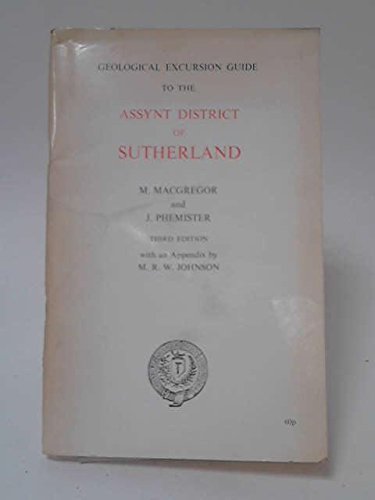 GEOLOGICAL EXCURSION GUIDE
TO THE
ASSYNT DISTRICT
OF
SUTHERLAND
M. MACGREGOR
and
J. PHEMISTER
THIRD EDITION
with an Appendix by
M. R. W. JOHNSON
60p